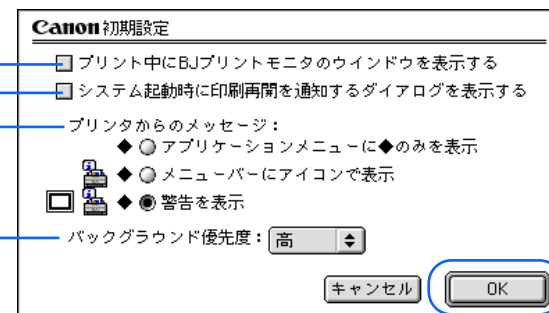 Canon 初期設定
プリント中にBJプリントモニタのウインドウを表示する
システム起動時に印刷再開を通知するダイアログを表示する
プリンタからのメッセージ：
◆ アプリケーションメニューに◆のみを表示
◆ メニューバーにアイコンで表示
◆ 警告を表示
バックグラウンド優先度： 高
キャンセル OK